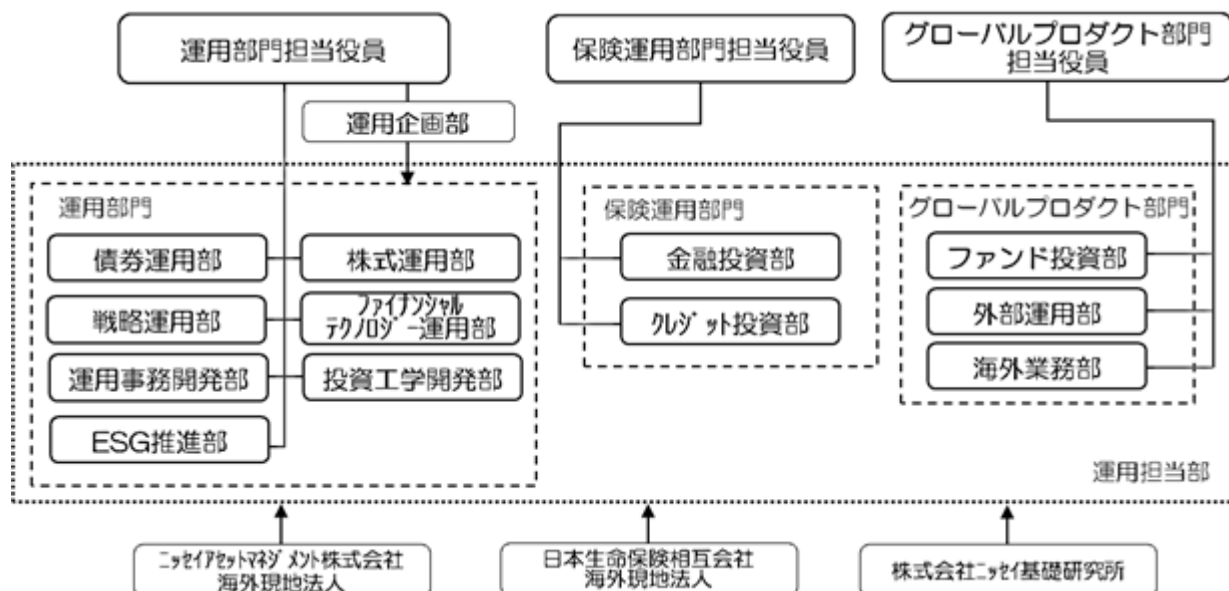 運用部門担当役員
保険運用部門担当役員
グローバルプロダクト部門
担当役員
運用企画部
運用部門
債券運用部
株式運用部
戦略運用部
ファイナンシャル
テクノロジー運用部
運用事務開発部
投資工学開発部
ESG推進部
保険運用部門
金融投資部
クレジット投資部
グローバルプロダクト部門
ファンド投資部
外部運用部
海外業務部
運用担当部
ニッセイアセットマネジメント株式会社
海外現地法人
日本生命保険相互会社
海外現地法人
株式会社ニッセイ基礎研究所